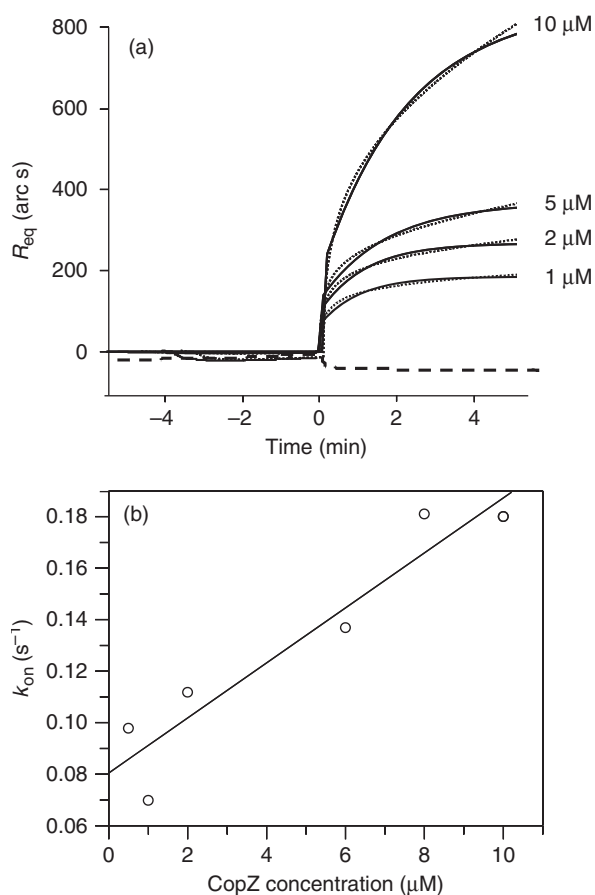 (a)
800
600
400
200
0
R_eq (arc s)
10 μM
5 μM
2 μM
1 μM
−4
−2
0
2
4
Time (min)
(b)
0.18
0.16
0.14
0.12
0.10
0.08
0.06
k_on (s⁻¹)
0
2
4
6
8
10
CopZ concentration (μM)